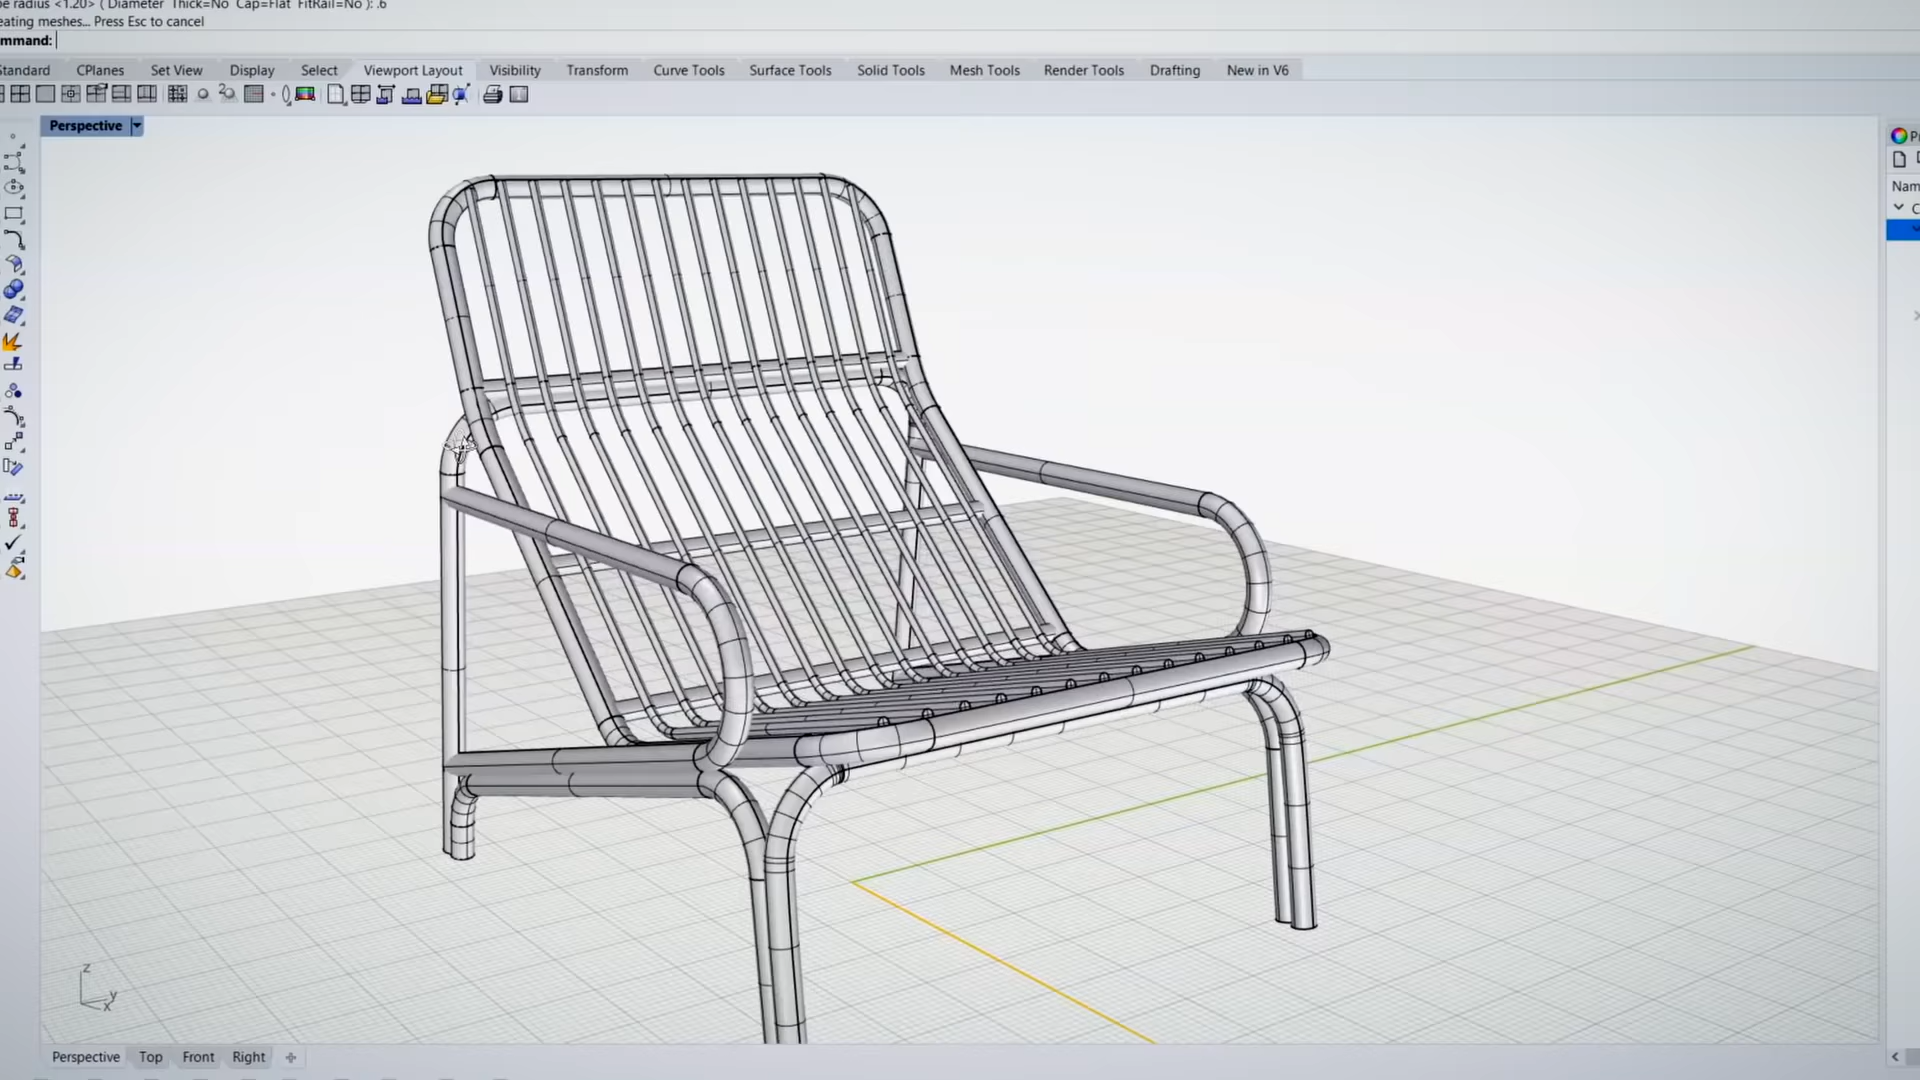 be radius <1.20> ( Diameter Thick=No Cap=Flat FitRail=No ): .6
eating meshes... Press Esc to cancel
mmand:
Standard CPlanes Set View Display Select Viewport Layout Visibility Transform Curve Tools Surface Tools Solid Tools Mesh Tools Render Tools Drafting New in V6
Perspective
Nam
z
y
x
Perspective Top Front Right